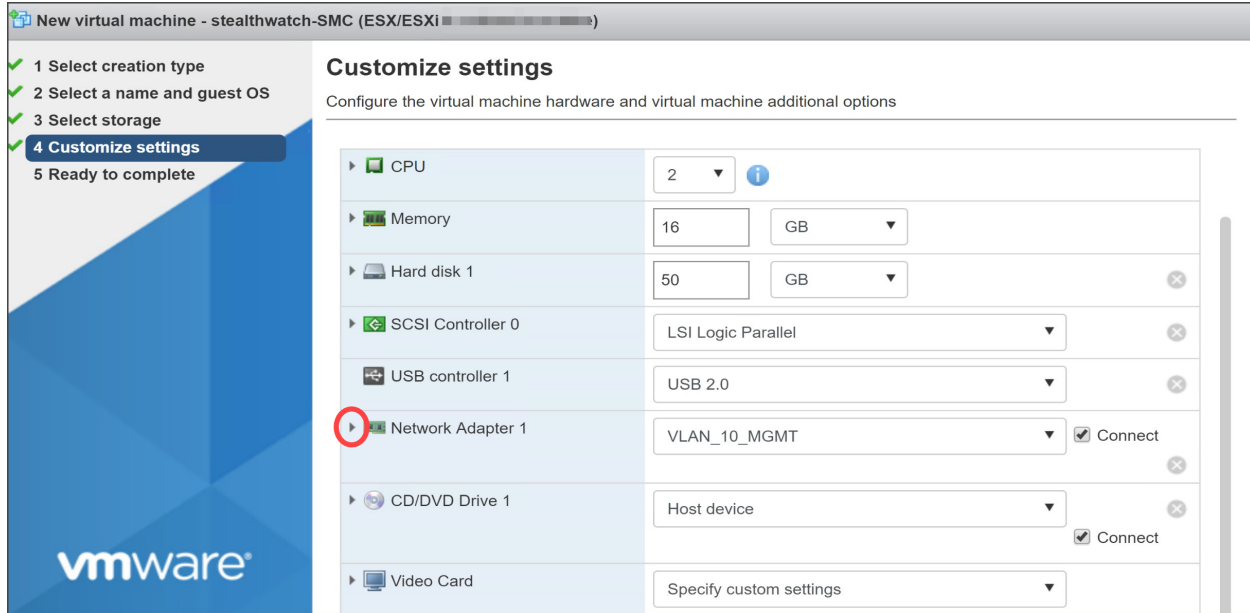 New virtual machine - stealthwatch-SMC (ESX/ESXi )
1 Select creation type
2 Select a name and guest OS
3 Select storage
4 Customize settings
5 Ready to complete
vmware®
Customize settings
Configure the virtual machine hardware and virtual machine additional options
CPU 2
Memory 16 GB
Hard disk 1 50 GB
SCSI Controller 0 LSI Logic Parallel
USB controller 1 USB 2.0
Network Adapter 1 VLAN_10_MGMT Connect
CD/DVD Drive 1 Host device
Connect
Video Card Specify custom settings